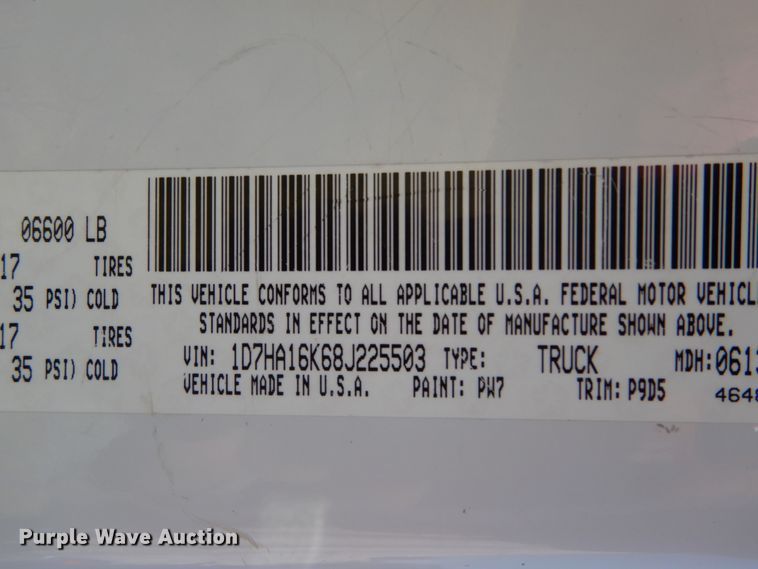 06600 LB
17 TIRES
35 PSI) COLD
17 TIRES
35 PSI) COLD
THIS VEHICLE CONFORMS TO ALL APPLICABLE U.S.A. FEDERAL MOTOR VEHICL
STANDARDS IN EFFECT ON THE DATE OF MANUFACTURE SHOWN ABOVE.
VIN: 1D7HA16K68J225503 TYPE: TRUCK MDH: 0613
VEHICLE MADE IN U.S.A. PAINT: PW7 TRIM: P9D5 4648
Purple Wave Auction